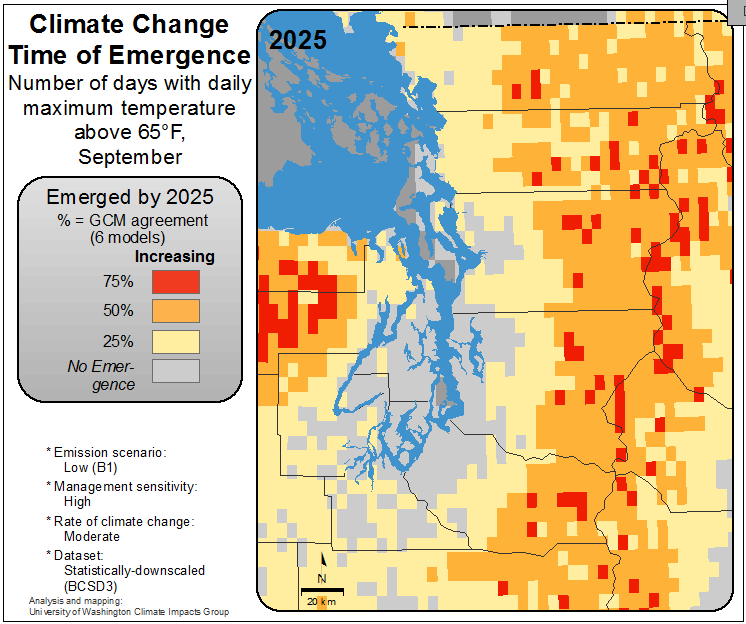 Climate Change
Time of Emergence
Number of days with daily
maximum temperature
above 65°F,
September
2025
Emerged by 2025
% = GCM agreement
(6 models)
Increasing
75%
50%
25%
No Emer-
gence
* Emission scenario:
Low (B1)
* Management sensitivity:
High
* Rate of climate change:
Moderate
* Dataset:
Statistically-downscaled
(BCSD3)
Analysis and mapping:
University of Washington Climate Impacts Group
N
20 km